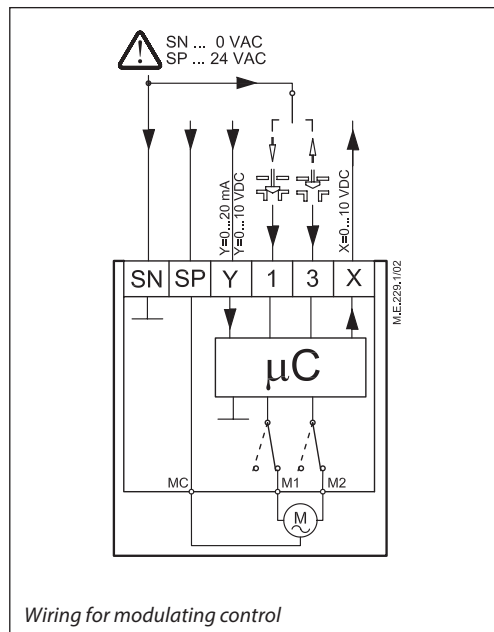 SN ... 0 VAC
SP ... 24 VAC
Y=0...20 mA
Y=0...10 VDC
X=0...10 VDC
SN SP Y 1 3 X
M.E.229.1/02
μC
MC M1 M2
M
Wiring for modulating control